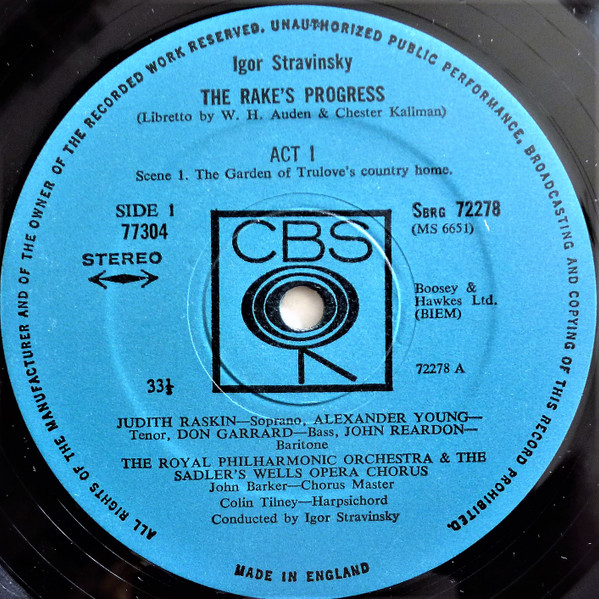 ALL RIGHTS OF THE MANUFACTURER AND OF THE OWNER OF THE RECORDED WORK RESERVED. UNAUTHORIZED PUBLIC PERFORMANCE, BROADCASTING AND COPYING OF THIS RECORD PROHIBITED.
Igor Stravinsky
THE RAKE'S PROGRESS
(Libretto by W. H. Auden & Chester Kallman)
ACT 1
Scene 1. The Garden of Trulove's country home.
SIDE 1
77304
STEREO
CBS
SBRG 72278
(MS 6651)
Boosey &
Hawkes Ltd.
(BIEM)
33⅓
72278 A
JUDITH RASKIN—Soprano, ALEXANDER YOUNG—
Tenor, DON GARRARD—Bass, JOHN REARDON—
Baritone
THE ROYAL PHILHARMONIC ORCHESTRA & THE
SADLER'S WELLS OPERA CHORUS
John Barker—Chorus Master
Colin Tilney—Harpsichord
Conducted by Igor Stravinsky
MADE IN ENGLAND